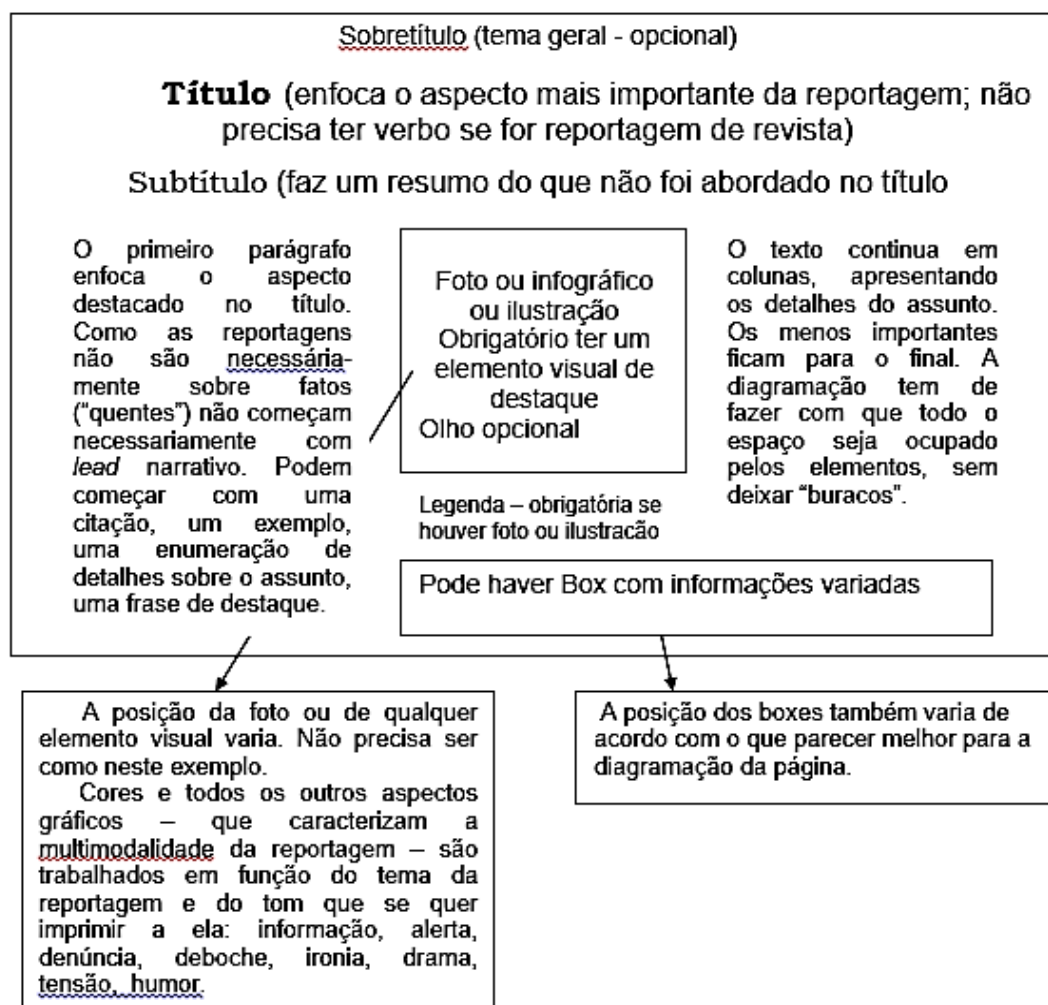 Sobretítulo (tema geral - opcional)
Título (enfoca o aspecto mais importante da reportagem; não
precisa ter verbo se for reportagem de revista)
Subtítulo (faz um resumo do que não foi abordado no título
O primeiro parágrafo
enfoca o aspecto
destacado no título.
Como as reportagens
não são necessária-
mente sobre fatos
("quentes") não começam
necessariamente com
lead narrativo. Podem
começar com uma
citação, um exemplo,
uma enumeração de
detalhes sobre o assunto,
uma frase de destaque.
Foto ou infográfico
ou ilustração
Obrigatório ter um
elemento visual de
destaque
Olho opcional
Legenda – obrigatória se
houver foto ou ilustracão
O texto continua em
colunas, apresentando
os detalhes do assunto.
Os menos importantes
ficam para o final. A
diagramação tem de
fazer com que todo o
espaço seja ocupado
pelos elementos, sem
deixar "buracos".
Pode haver Box com informações variadas
A posição da foto ou de qualquer
elemento visual varia. Não precisa ser
como neste exemplo.
Cores e todos os outros aspectos
gráficos – que caracterizam a
multimodalidade da reportagem – são
trabalhados em função do tema da
reportagem e do tom que se quer
imprimir a ela: informação, alerta,
denúncia, deboche, ironia, drama,
tensão, humor.
A posição dos boxes também varia de
acordo com o que parecer melhor para a
diagramação da página.